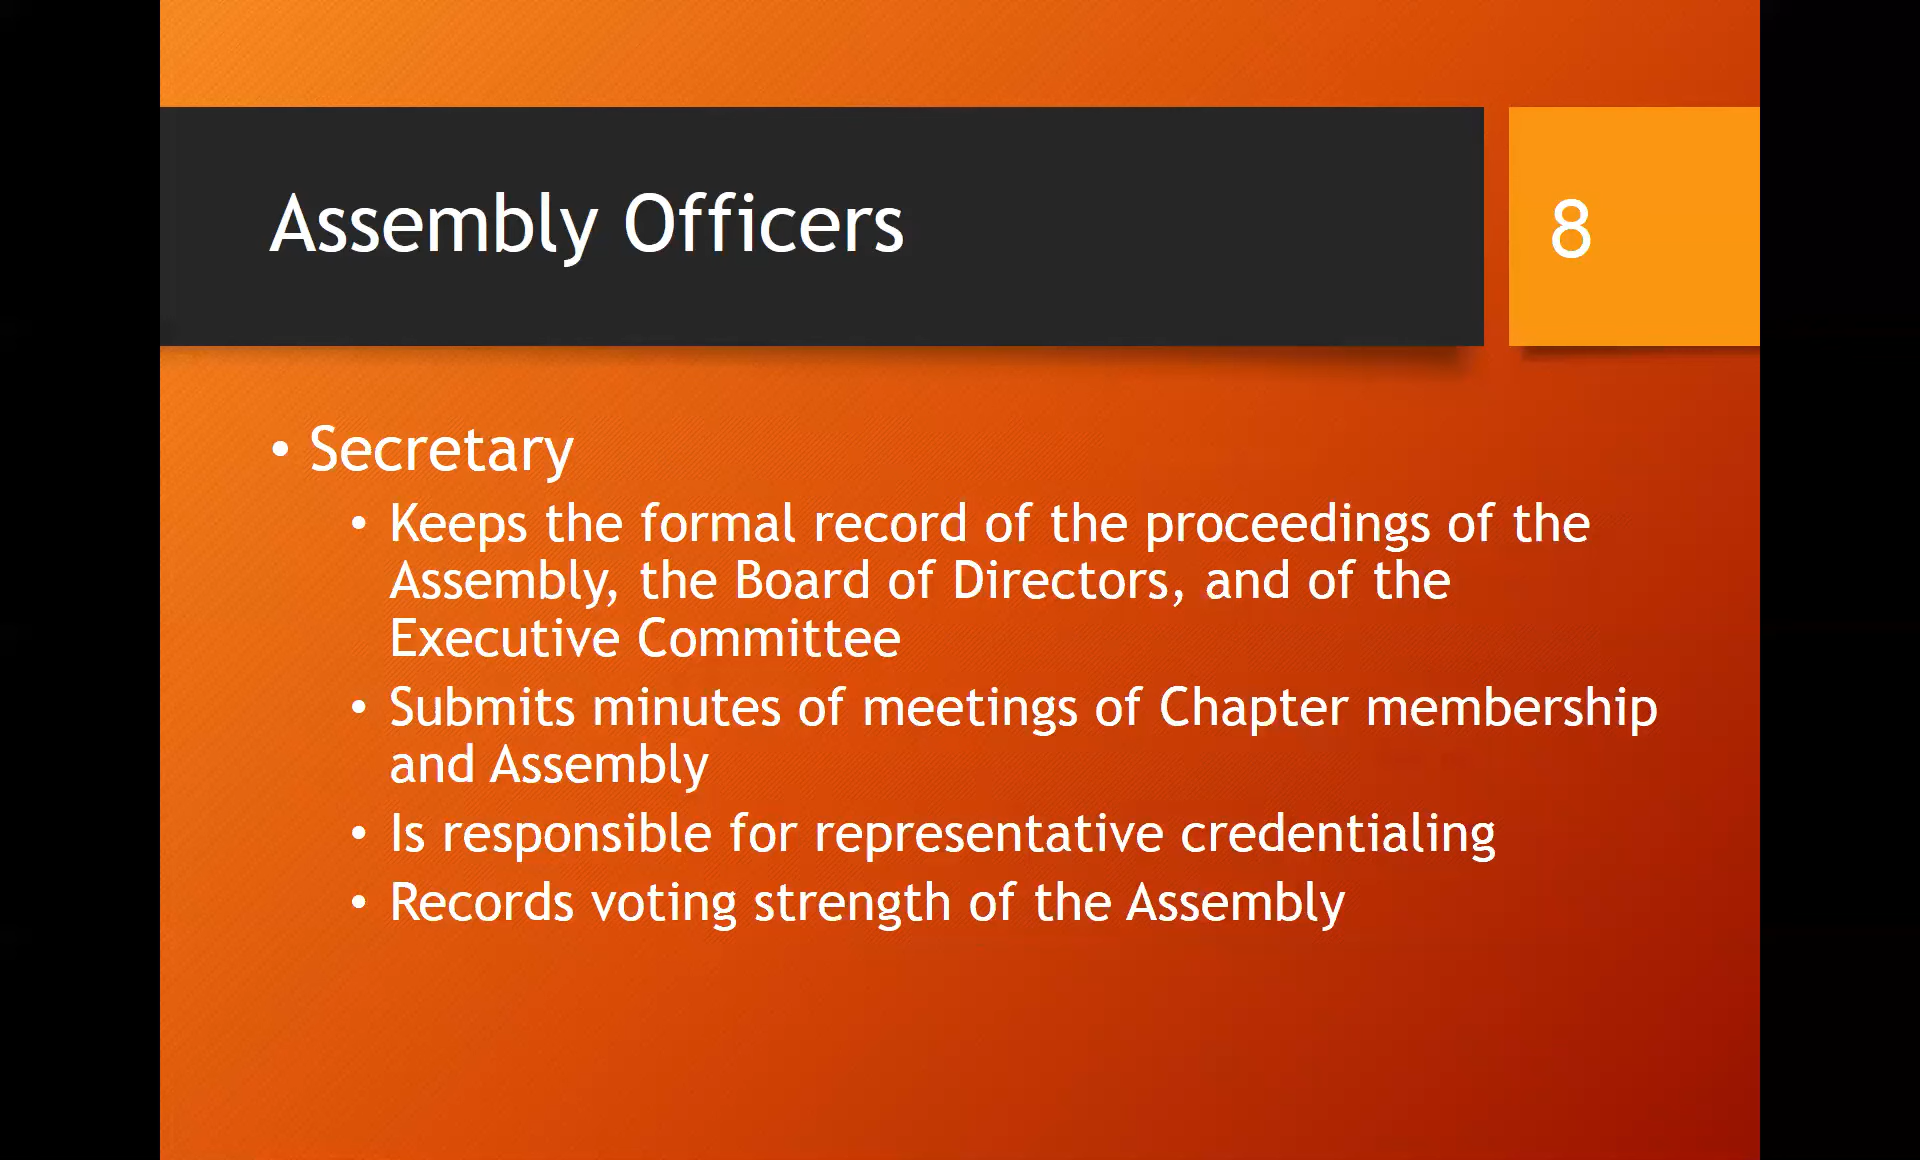 Assembly Officers
8
• Secretary
• Keeps the formal record of the proceedings of the
Assembly, the Board of Directors, and of the
Executive Committee
• Submits minutes of meetings of Chapter membership
and Assembly
• Is responsible for representative credentialing
• Records voting strength of the Assembly